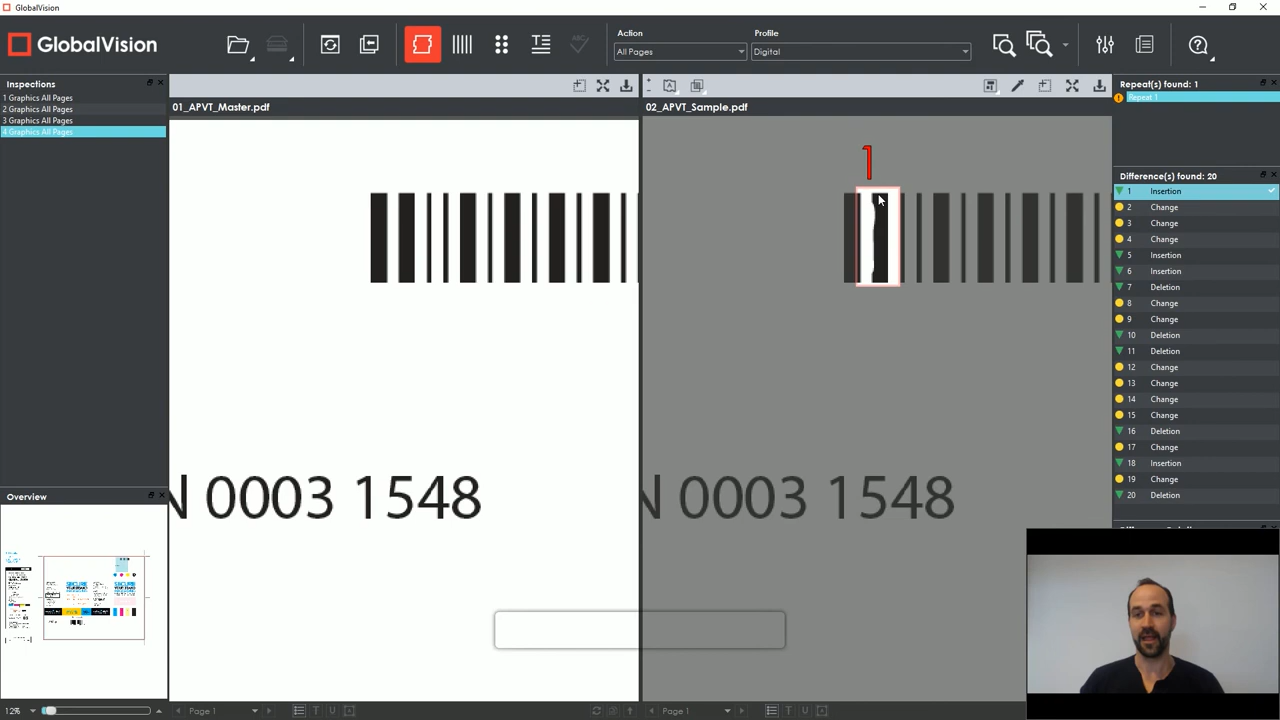 GlobalVision
GlobalVision
Action
All Pages
Profile
Digital
ABC
Inspections
1 Graphics All Pages
2 Graphics All Pages
3 Graphics All Pages
4 Graphics All Pages
01_APVT_Master.pdf
02_APVT_Sample.pdf
1
N 0003 1548
N 0003 1548
Repeat(s) found: 1
Repeat 1
Difference(s) found: 20
1 Insertion
2 Change
3 Change
4 Change
5 Insertion
6 Insertion
7 Deletion
8 Change
9 Change
10 Deletion
11 Deletion
12 Change
13 Change
14 Change
15 Change
16 Deletion
17 Change
18 Insertion
19 Change
20 Deletion
Overview
12%
Page 1
T U
Page 1
T U